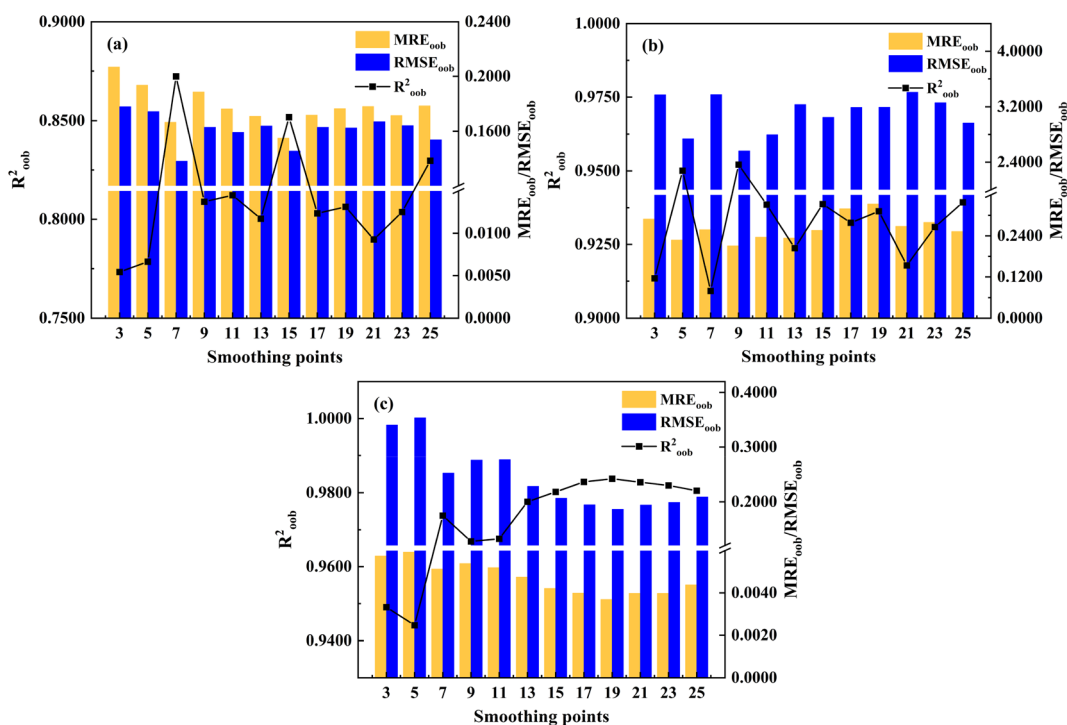 (a)
MRE_oob
RMSE_oob
R²_oob
0.9000
0.8500
0.8000
0.7500
R²_oob
0.2400
0.2000
0.1600
0.0100
0.0050
0.0000
MRE_oob/RMSE_oob
3 5 7 9 11 13 15 17 19 21 23 25
Smoothing points
(b)
MRE_oob
RMSE_oob
R²_oob
1.0000
0.9750
0.9500
0.9250
0.9000
R²_oob
4.0000
3.2000
2.4000
0.2400
0.1200
0.0000
MRE_oob/RMSE_oob
3 5 7 9 11 13 15 17 19 21 23 25
Smoothing points
(c)
MRE_oob
RMSE_oob
R²_oob
1.0000
0.9800
0.9600
0.9400
R²_oob
0.4000
0.3000
0.2000
0.0040
0.0020
0.0000
MRE_oob/RMSE_oob
3 5 7 9 11 13 15 17 19 21 23 25
Smoothing points